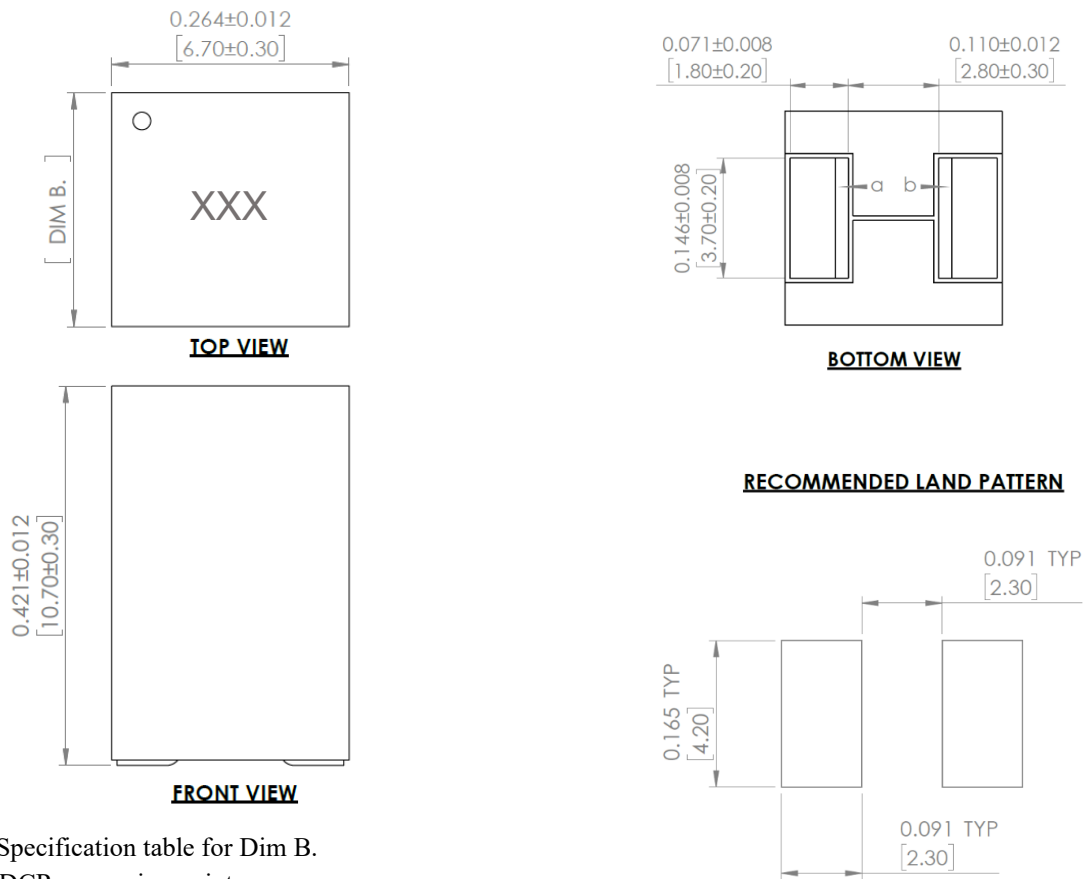 0.264±0.012
[6.70±0.30]
[ DIM B. ]
XXX
TOP VIEW
0.421±0.012
[10.70±0.30]
FRONT VIEW
Specification table for Dim B.
0.071±0.008
[1.80±0.20]
0.110±0.012
[2.80±0.30]
0.146±0.008
[3.70±0.20]
a b
BOTTOM VIEW
RECOMMENDED LAND PATTERN
0.091 TYP
[2.30]
0.165 TYP
[4.20]
0.091 TYP
[2.30]